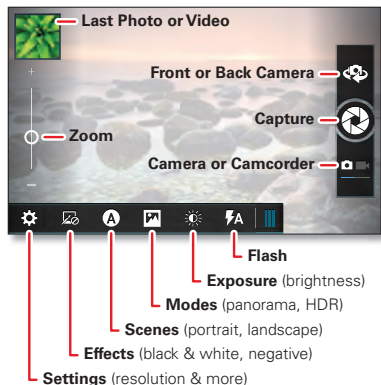 Last Photo or Video
Front or Back Camera
Capture
Zoom
Camera or Camcorder
A
A
Flash
Exposure (brightness)
Modes (panorama, HDR)
Scenes (portrait, landscape)
Effects (black & white, negative)
Settings (resolution & more)